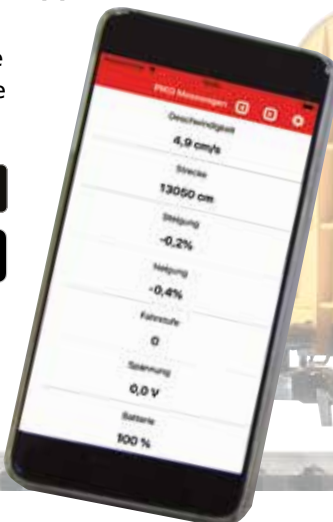 e
e
PIKO Messwagen
Geschwindigkeit
4,9 cm/s
Strecke
13050 cm
Steigung
-0,2%
Neigung
-0,4%
Fahrstufe
0
Spannung
0,0 V
Batterie
100 %